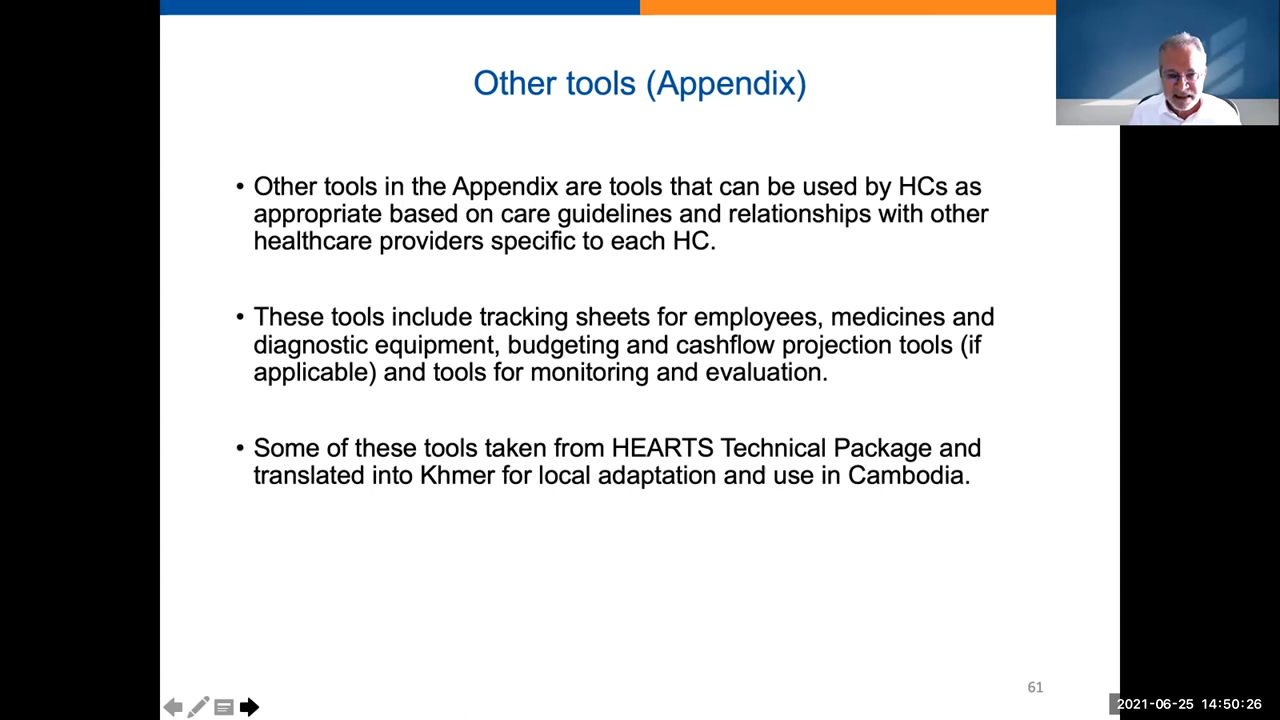 Other tools (Appendix)
• Other tools in the Appendix are tools that can be used by HCs as
appropriate based on care guidelines and relationships with other
healthcare providers specific to each HC.
• These tools include tracking sheets for employees, medicines and
diagnostic equipment, budgeting and cashflow projection tools (if
applicable) and tools for monitoring and evaluation.
• Some of these tools taken from HEARTS Technical Package and
translated into Khmer for local adaptation and use in Cambodia.
61
2021-06-25 14:50:26